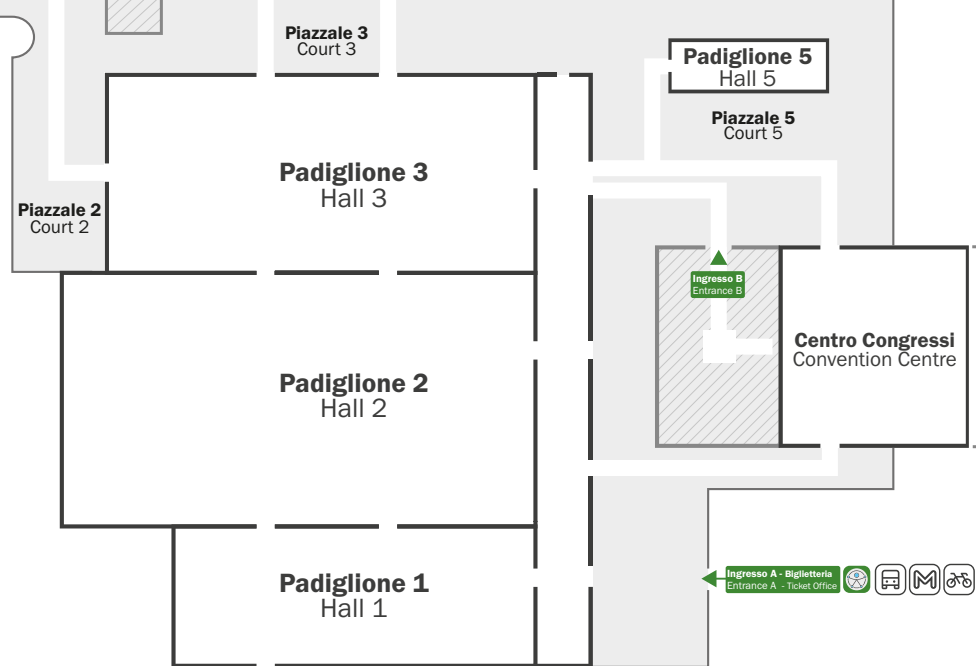 Piazzale 3
Court 3
Padiglione 5
Hall 5
Piazzale 5
Court 5
Padiglione 3
Hall 3
Piazzale 2
Court 2
Ingresso B
Entrance B
Centro Congressi
Convention Centre
Padiglione 2
Hall 2
Padiglione 1
Hall 1
Ingresso A - Biglietteria
Entrance A - Ticket Office
M